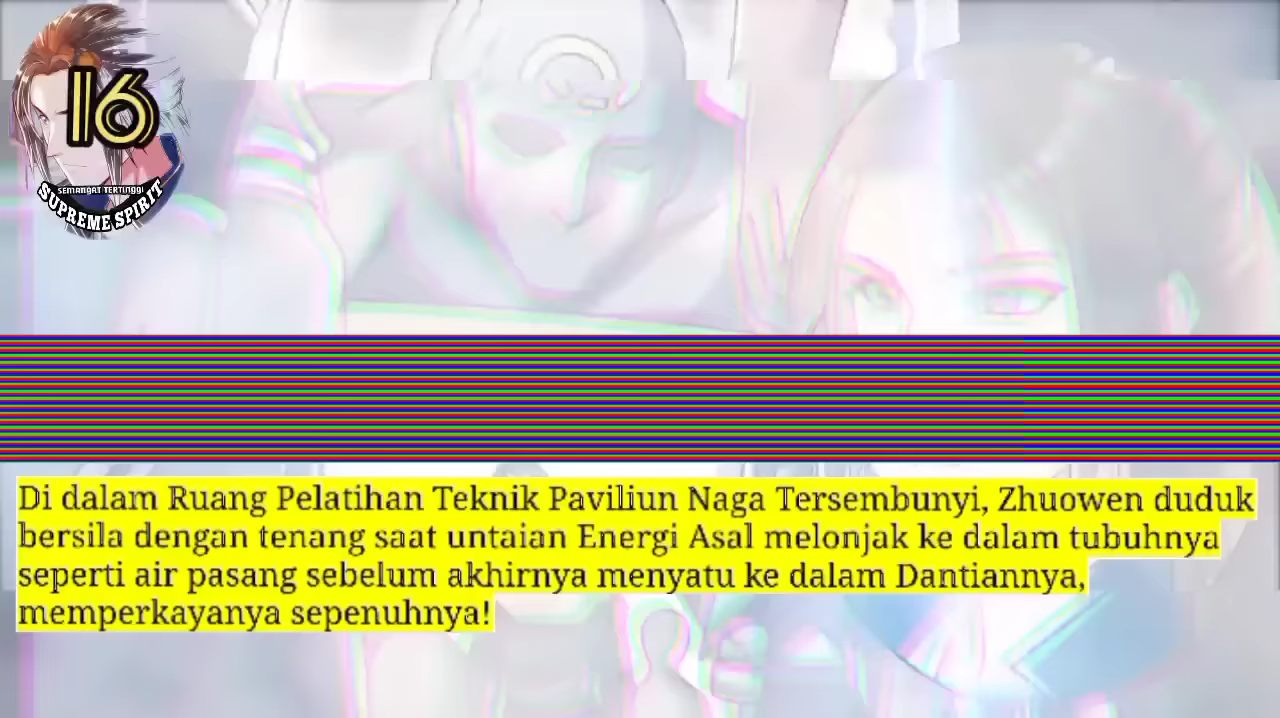 16
SEMANGAT TERTINGGI
SUPREME SPIRIT
Di dalam Ruang Pelatihan Teknik Paviliun Naga Tersembunyi, Zhuowen duduk
bersila dengan tenang saat untaian Energi Asal melonjak ke dalam tubuhnya
seperti air pasang sebelum akhirnya menyatu ke dalam Dantiannya,
memperkayanya sepenuhnya!